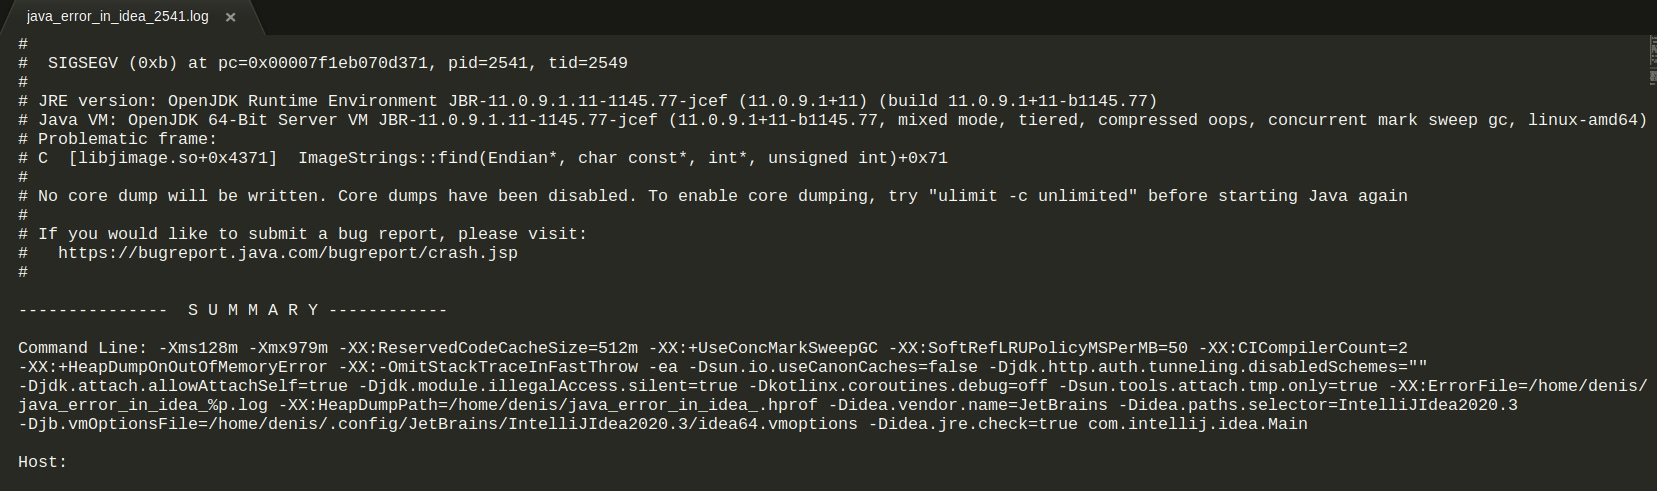 java_error_in_idea_2541.log
#
#  SIGSEGV (0xb) at pc=0x00007f1eb070d371, pid=2541, tid=2549
#
# JRE version: OpenJDK Runtime Environment JBR-11.0.9.1.11-1145.77-jcef (11.0.9.1+11) (build 11.0.9.1+11-b1145.77)
# Java VM: OpenJDK 64-Bit Server VM JBR-11.0.9.1.11-1145.77-jcef (11.0.9.1+11-b1145.77, mixed mode, tiered, compressed oops, concurrent mark sweep gc, linux-amd64)
# Problematic frame:
# C  [libjimage.so+0x4371]  ImageStrings::find(Endian*, char const*, int*, unsigned int)+0x71
#
# No core dump will be written. Core dumps have been disabled. To enable core dumping, try "ulimit -c unlimited" before starting Java again
#
# If you would like to submit a bug report, please visit:
#   https://bugreport.java.com/bugreport/crash.jsp
#
---------------  S U M M A R Y ------------
Command Line: -Xms128m -Xmx979m -XX:ReservedCodeCacheSize=512m -XX:+UseConcMarkSweepGC -XX:SoftRefLRUPolicyMSPerMB=50 -XX:CICompilerCount=2
-XX:+HeapDumpOnOutOfMemoryError -XX:-OmitStackTraceInFastThrow -ea -Dsun.io.useCanonCaches=false -Djdk.http.auth.tunneling.disabledSchemes=""
-Djdk.attach.allowAttachSelf=true -Djdk.module.illegalAccess.silent=true -Dkotlinx.coroutines.debug=off -Dsun.tools.attach.tmp.only=true -XX:ErrorFile=/home/denis/
java_error_in_idea_%p.log -XX:HeapDumpPath=/home/denis/java_error_in_idea_.hprof -Didea.vendor.name=JetBrains -Didea.paths.selector=IntelliJIdea2020.3
-Djb.vmOptionsFile=/home/denis/.config/JetBrains/IntelliJIdea2020.3/idea64.vmoptions -Didea.jre.check=true com.intellij.idea.Main
Host: